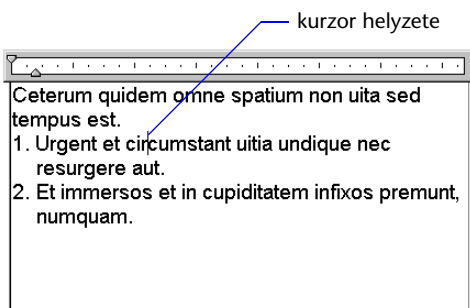 kurzor helyzete
Ceterum quidem omne spatium non uita sed
tempus est.
1. Urgent et circumstant uitia undique nec
resurgere aut.
2. Et immersos et in cupiditatem infixos premunt,
numquam.